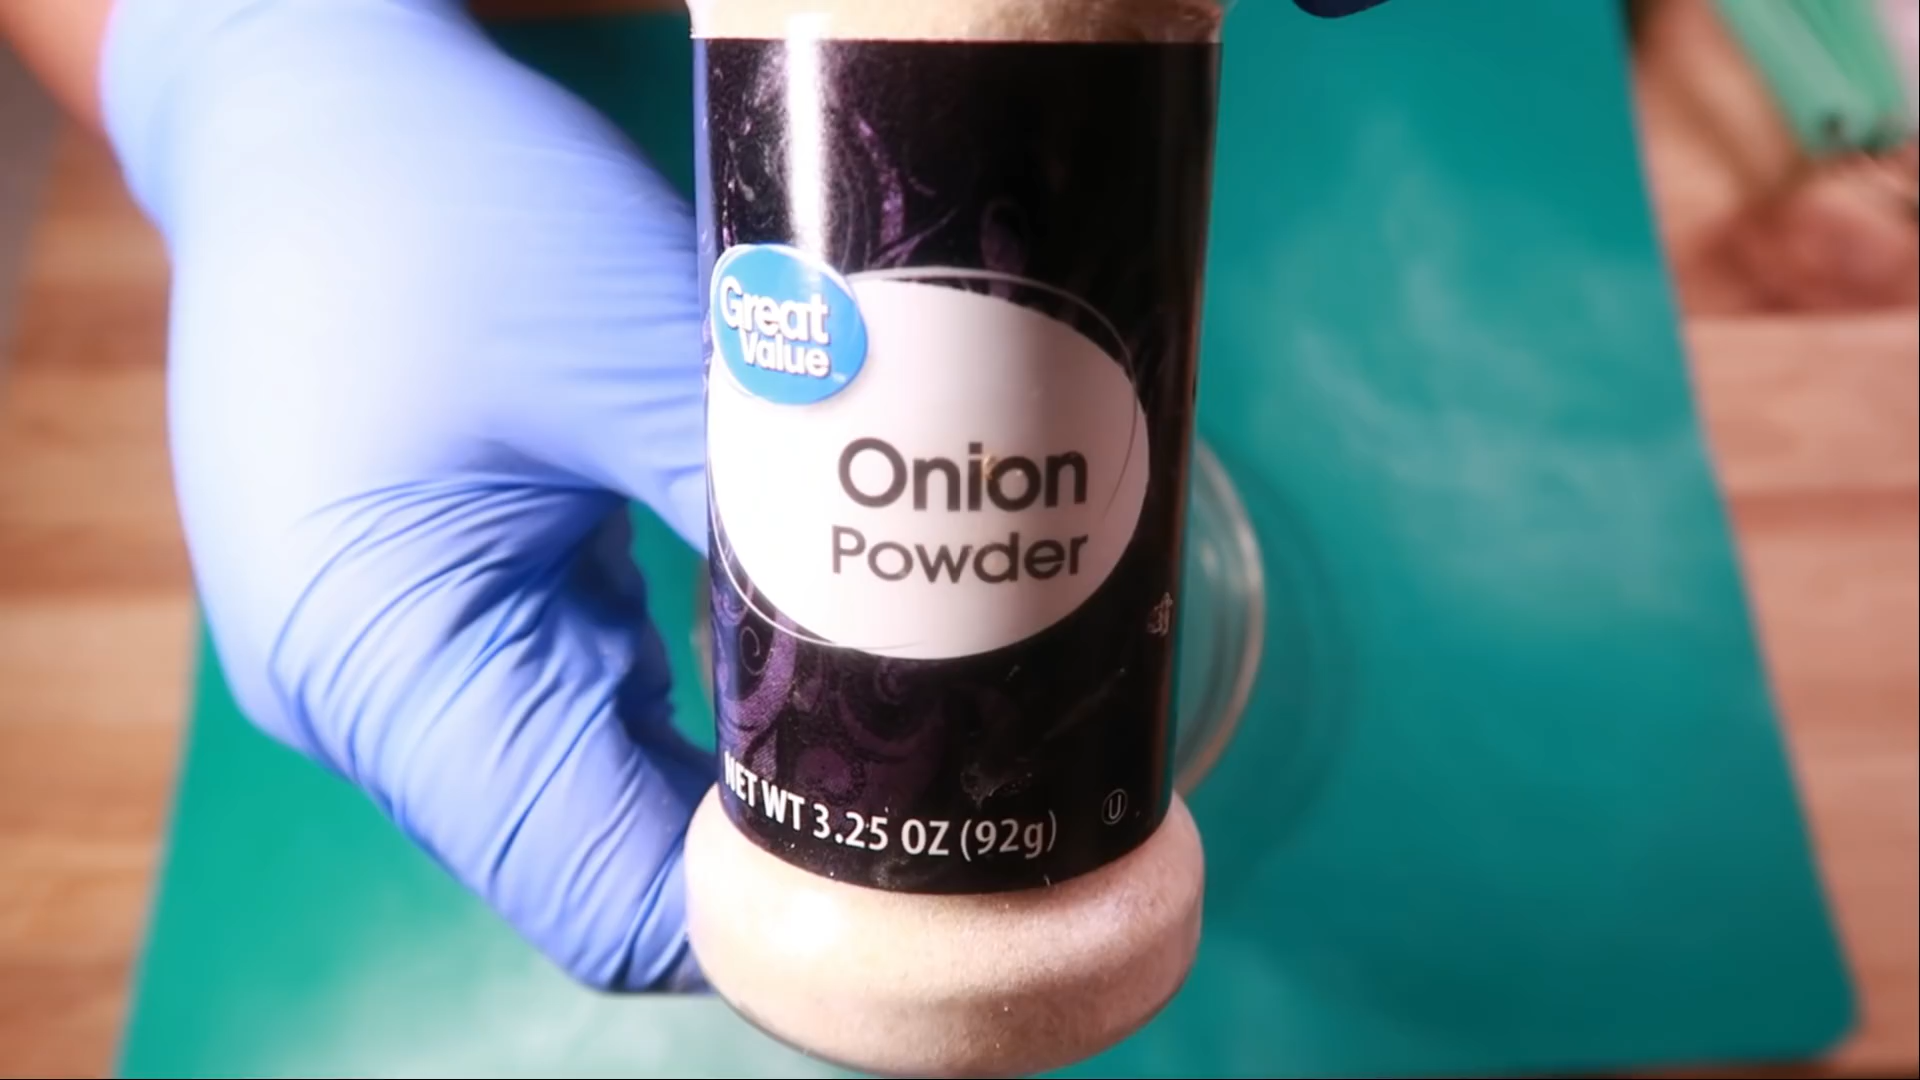 Great
Value
Onion
Powder
NET WT 3.25 OZ (92g)
U